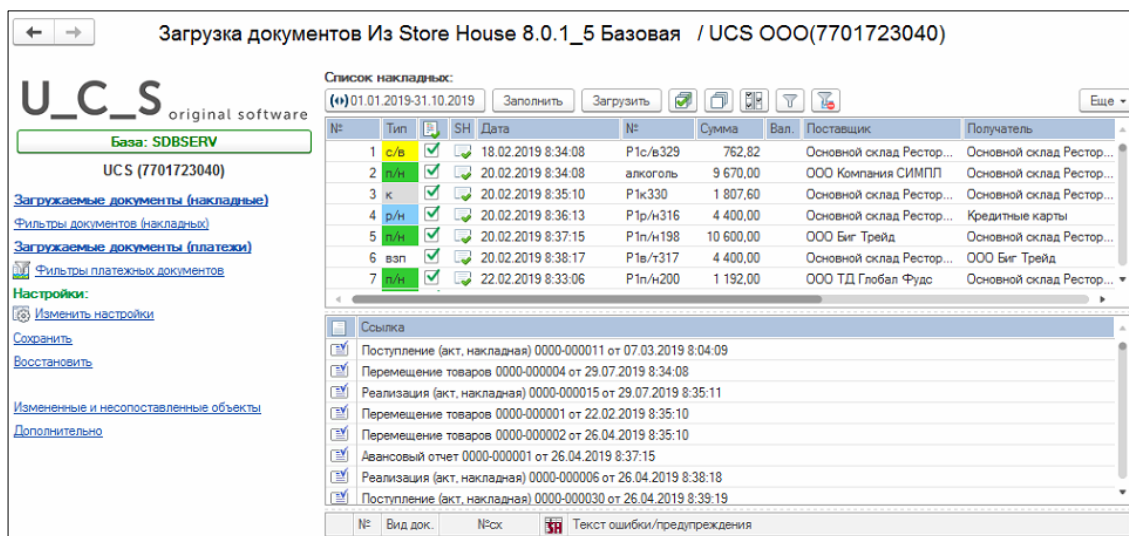 Загрузка документов Из Store House 8.0.1_5 Базовая / UCS ООО(7701723040)
U_C_S original software
База: SDBSERV
UCS (7701723040)
Загружаемые документы (накладные)
Фильтры документов (накладных)
Загружаемые документы (платежи)
Фильтры платежных документов
Настройки:
Изменить настройки
Сохранить
Восстановить
Измененные и несопоставленные объекты
Дополнительно
Список накладных:
01.01.2019-31.10.2019 Заполнить Загрузить Еще
№ Тип SH Дата № Сумма Вал. Поставщик Получатель
1 с/в 18.02.2019 8:34:08 Р1с/в329 762,82 Основной склад Рестор... Основной склад Рестор...
2 п/н 20.02.2019 8:34:08 алкоголь 9 670,00 ООО Компания СИМПЛ Основной склад Рестор...
3 к 20.02.2019 8:35:10 Р1к330 1 807,60 Основной склад Рестор... Основной склад Рестор...
4 р/н 20.02.2019 8:36:13 Р1р/н316 4 400,00 Основной склад Рестор... Кредитные карты
5 п/н 20.02.2019 8:37:15 Р1п/н198 10 600,00 ООО Биг Трейд Основной склад Рестор...
6 взп 20.02.2019 8:38:17 Р1в/т317 4 400,00 Основной склад Рестор... ООО Биг Трейд
7 п/н 22.02.2019 8:33:06 Р1п/н200 1 192,00 ООО ТД Глобал Фудс Основной склад Рестор...
Ссылка
Поступление (акт, накладная) 0000-000011 от 07.03.2019 8:04:09
Перемещение товаров 0000-000004 от 29.07.2019 8:34:08
Реализация (акт, накладная) 0000-000015 от 29.07.2019 8:35:11
Перемещение товаров 0000-000001 от 22.02.2019 8:35:10
Перемещение товаров 0000-000002 от 26.04.2019 8:35:10
Авансовый отчет 0000-000001 от 26.04.2019 8:37:15
Реализация (акт, накладная) 0000-000006 от 26.04.2019 8:38:18
Поступление (акт, накладная) 0000-000030 от 26.04.2019 8:39:19
№ Вид док. №сх SH Текст ошибки/предупреждения